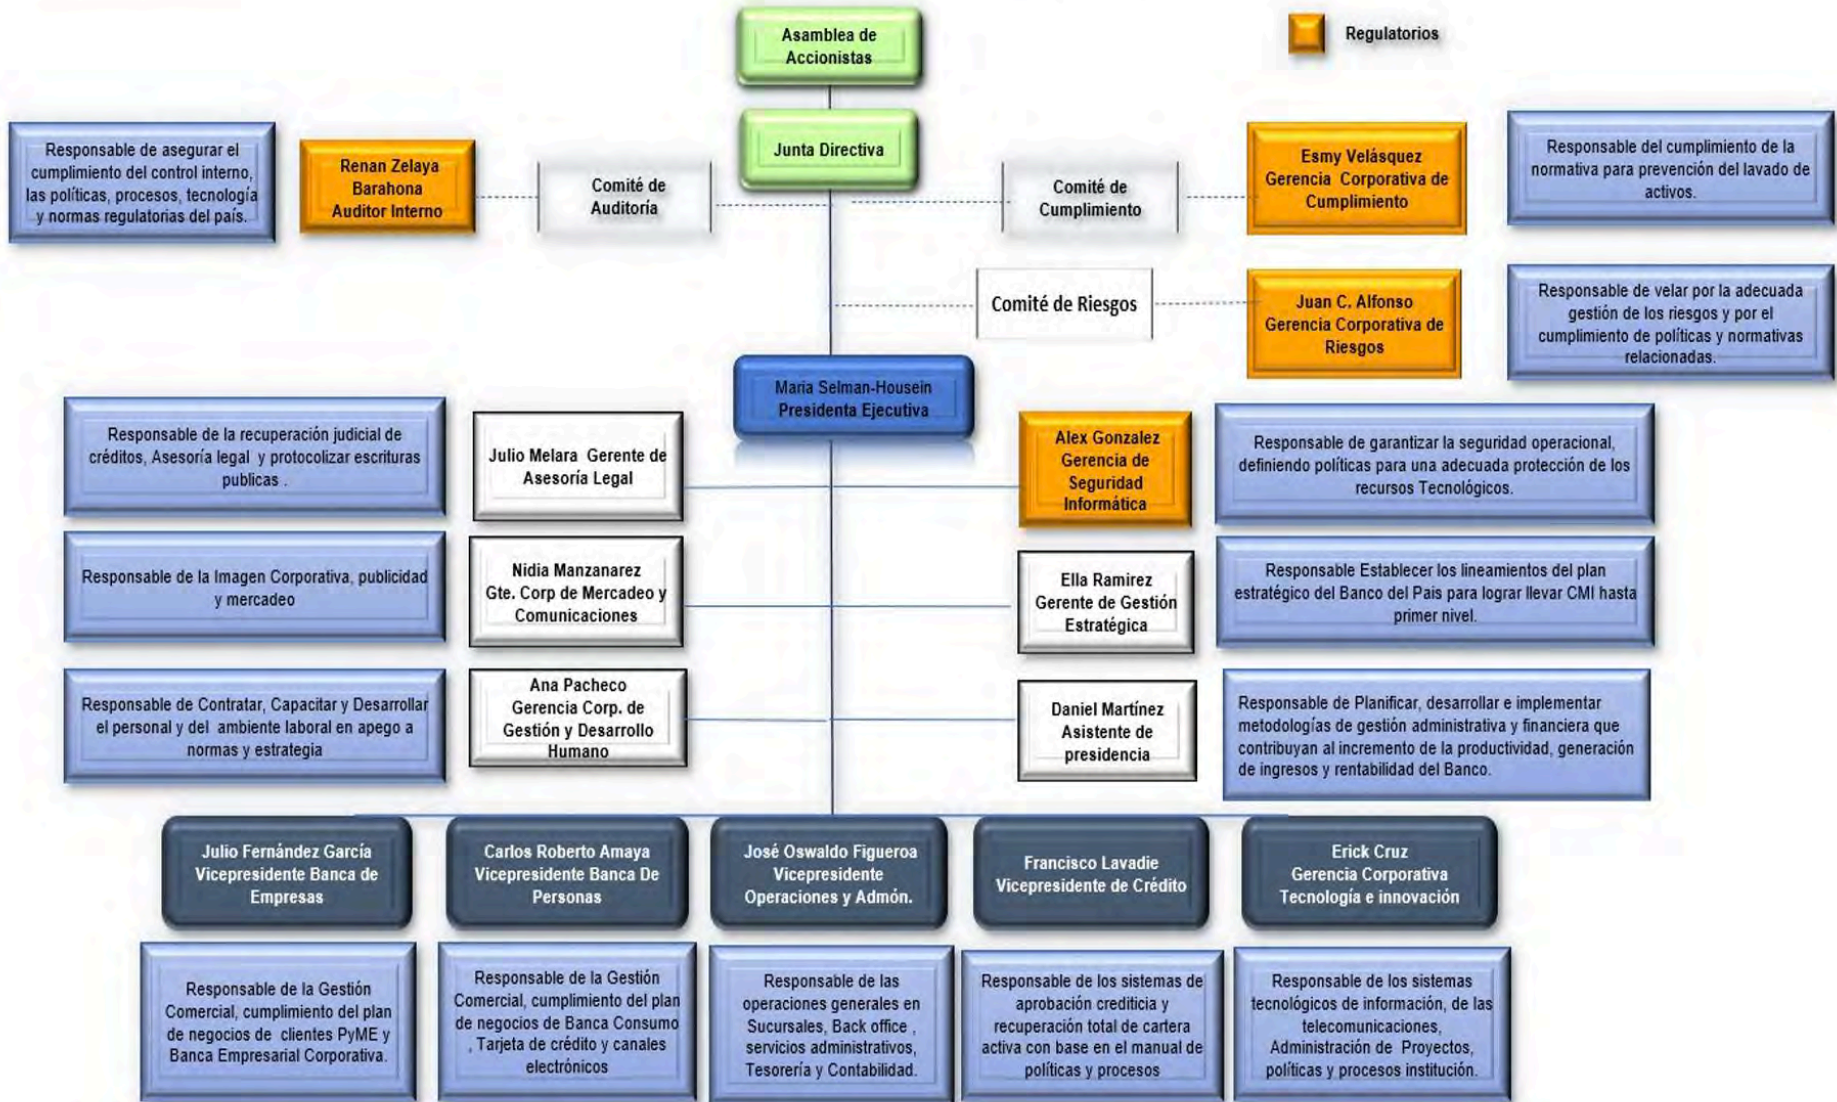 Asamblea de
Accionistas
Regulatorios
Junta Directiva
Responsable de asegurar el
cumplimiento del control interno,
las políticas, procesos, tecnología
y normas regulatorias del país.
Renan Zelaya
Barahona
Auditor Interno
Comité de
Auditoría
Comité de
Cumplimiento
Esmy Velásquez
Gerencia Corporativa de
Cumplimiento
Responsable del cumplimiento de la
normativa para prevención del lavado de
activos.
Comité de Riesgos
Juan C. Alfonso
Gerencia Corporativa de
Riesgos
Responsable de velar por la adecuada
gestión de los riesgos y por el
cumplimiento de políticas y normativas
relacionadas.
Maria Selman-Housein
Presidenta Ejecutiva
Responsable de la recuperación judicial de
créditos, Asesoría legal y protocolizar escrituras
publicas .
Julio Melara Gerente de
Asesoría Legal
Alex Gonzalez
Gerencia de
Seguridad
Informática
Responsable de garantizar la seguridad operacional,
definiendo políticas para una adecuada protección de los
recursos Tecnológicos.
Responsable de la Imagen Corporativa, publicidad
y mercadeo
Nidia Manzanarez
Gte. Corp de Mercadeo y
Comunicaciones
Ella Ramirez
Gerente de Gestión
Estratégica
Responsable Establecer los lineamientos del plan
estratégico del Banco del Pais para lograr llevar CMI hasta
primer nivel.
Responsable de Contratar, Capacitar y Desarrollar
el personal y del ambiente laboral en apego a
normas y estrategia
Ana Pacheco
Gerencia Corp. de
Gestión y Desarrollo
Humano
Daniel Martínez
Asistente de
presidencia
Responsable de Planificar, desarrollar e implementar
metodologías de gestión administrativa y financiera que
contribuyan al incremento de la productividad, generación
de ingresos y rentabilidad del Banco.
Julio Fernández García
Vicepresidente Banca de
Empresas
Carlos Roberto Amaya
Vicepresidente Banca De
Personas
José Oswaldo Figueroa
Vicepresidente
Operaciones y Admón.
Francisco Lavadie
Vicepresidente de Crédito
Erick Cruz
Gerencia Corporativa
Tecnología e innovación
Responsable de la Gestión
Comercial, cumplimiento del plan
de negocios de clientes PyME y
Banca Empresarial Corporativa.
Responsable de la Gestión
Comercial, cumplimiento del plan
de negocios de Banca Consumo
, Tarjeta de crédito y canales
electrónicos
Responsable de las
operaciones generales en
Sucursales, Back office ,
servicios administrativos,
Tesorería y Contabilidad.
Responsable de los sistemas de
aprobación crediticia y
recuperación total de cartera
activa con base en el manual de
políticas y procesos
Responsable de los sistemas
tecnológicos de información, de las
telecomunicaciones,
Administración de Proyectos,
políticas y procesos institución.